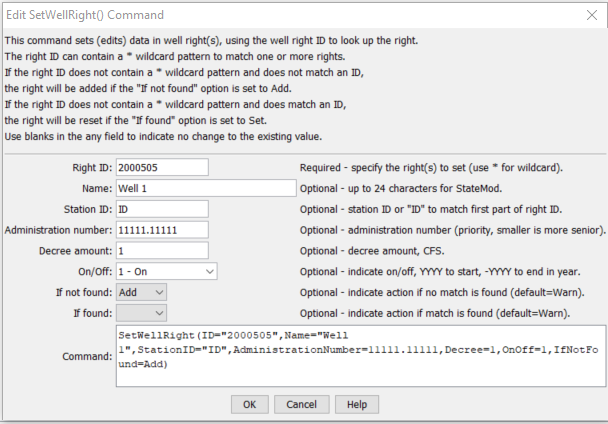 Edit SetWellRight() Command
This command sets (edits) data in well right(s), using the well right ID to look up the right.
The right ID can contain a * wildcard pattern to match one or more rights.
If the right ID does not contain a * wildcard pattern and does not match an ID,
the right will be added if the "If not found" option is set to Add.
If the right ID does not contain a * wildcard pattern and does match an ID,
the right will be reset if the "If found" option is set to Set.
Use blanks in the any field to indicate no change to the existing value.
Right ID: 2000505 Required - specify the right(s) to set (use * for wildcard).
Name: Well 1 Optional - up to 24 characters for StateMod.
Station ID: ID Optional - station ID or "ID" to match first part of right ID.
Administration number: 11111.11111 Optional - administration number (priority, smaller is more senior).
Decree amount: 1 Optional - decree amount, CFS.
On/Off: 1 - On Optional - indicate on/off, YYYY to start, -YYYY to end in year.
If not found: Add Optional - indicate action if no match is found (default=Warn).
If found: Optional - indicate action if match is found (default=Warn).
SetWellRight(ID="2000505",Name="Well
Command: 1",StationID="ID",AdministrationNumber=11111.11111,Decree=1,OnOff=1,IfNotFo
und=Add)
OK Cancel Help